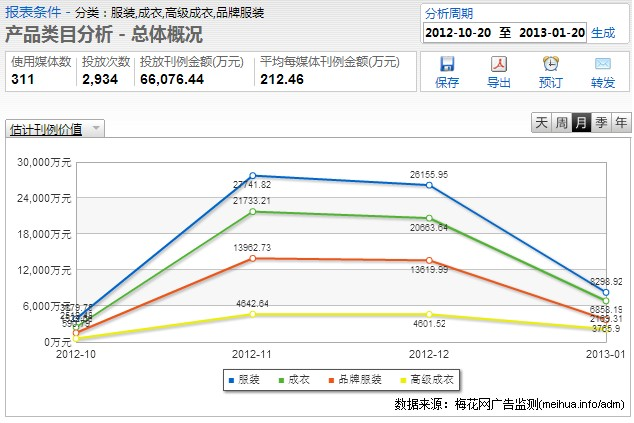 报表条件 - 分类：服装,成衣,高级成衣,品牌服装
产品类目分析 - 总体概况
分析周期
2012-10-20 至 2013-01-20 生成
使用媒体数 投放次数 投放刊例金额(万元) 平均每媒体刊例金额(万元)
311 2,934 66,076.44 212.46
保存 导出 预订 转发
估计刊例价值
天 周 月 季 年
30,000万元
24,000万元
18,000万元
12,000万元
6,000万元
0万元
27741.82
26155.95
21733.21
20663.64
13962.73
13619.99
4642.64
4601.52
8298.92
6858.15
3765.9
2012-10 2012-11 2012-12 2013-01
服装 成衣 品牌服装 高级成衣
数据来源：梅花网广告监测(meihua.info/adm)